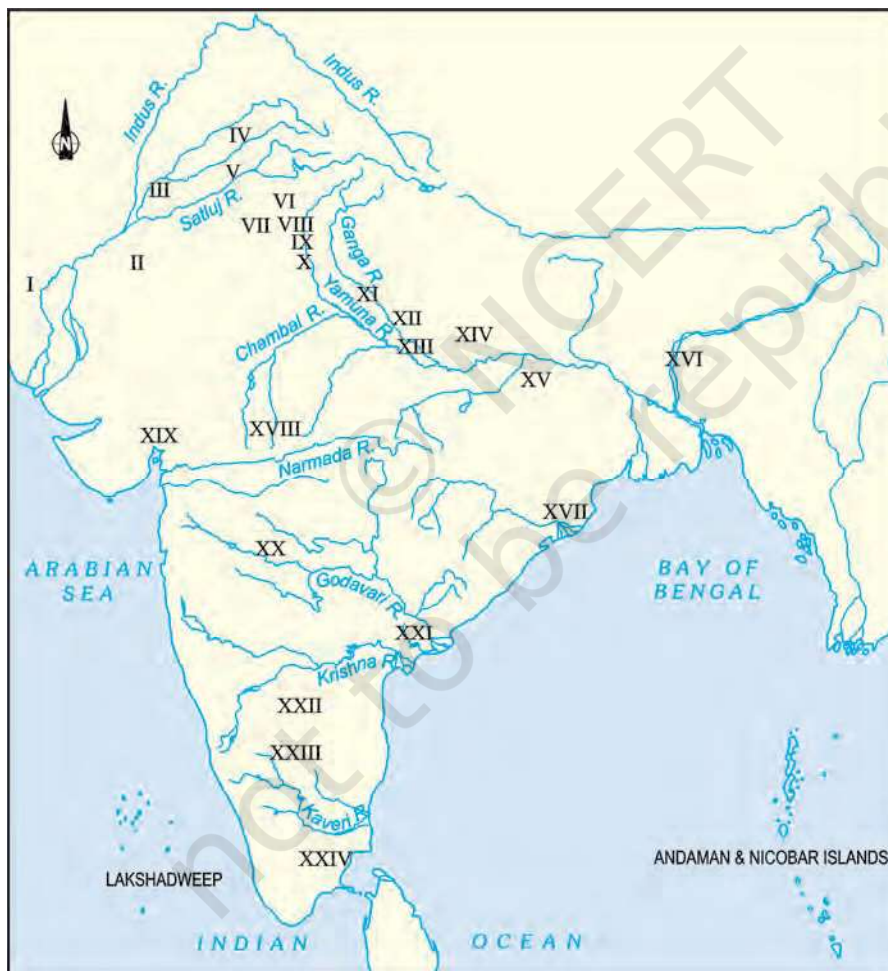 Indus R.
Indus R.
N
IV
V
III
Satluj R.
VI
VII
VIII
IX
X
II
I
Ganga R.
XI
Yamuna R.
XII
XIII
XIV
Chambal R.
XV
XVI
XVIII
XIX
Narmada R.
XVII
XX
ARABIAN
SEA
BAY OF
BENGAL
Godavari R.
XXI
Krishna R.
XXII
XXIII
Kaveri R.
XXIV
LAKSHADWEEP
ANDAMAN & NICOBAR ISLANDS
INDIAN OCEAN
© NCERT
not to be republ